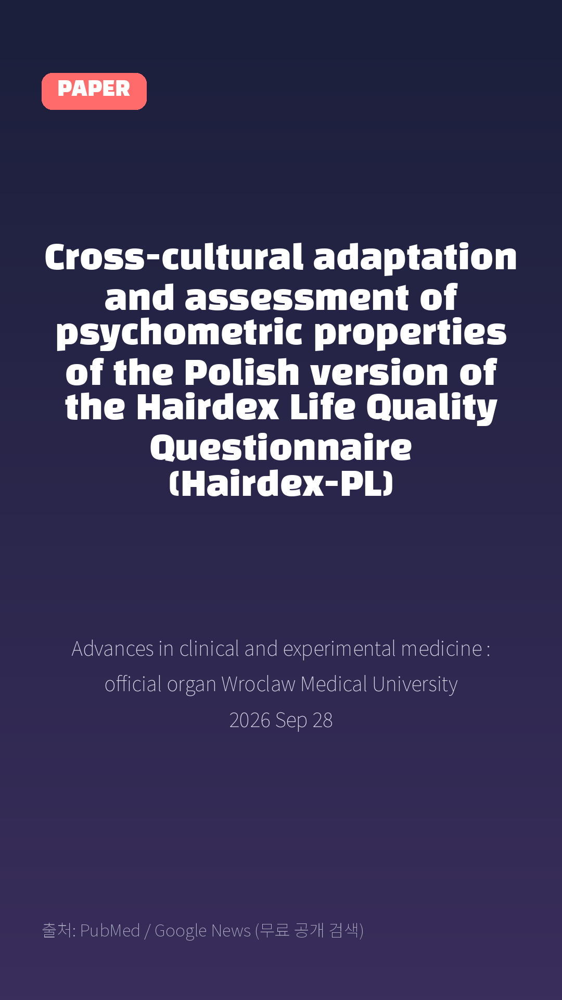 PAPER
Cross-cultural adaptation
and assessment of
psychometric properties
of the Polish version of
the Hairdex Life Quality
Questionnaire
(Hairdex-PL)
Advances in clinical and experimental medicine :
official organ Wroclaw Medical University
2026 Sep 28
출처: PubMed / Google News (무료 공개 검색)